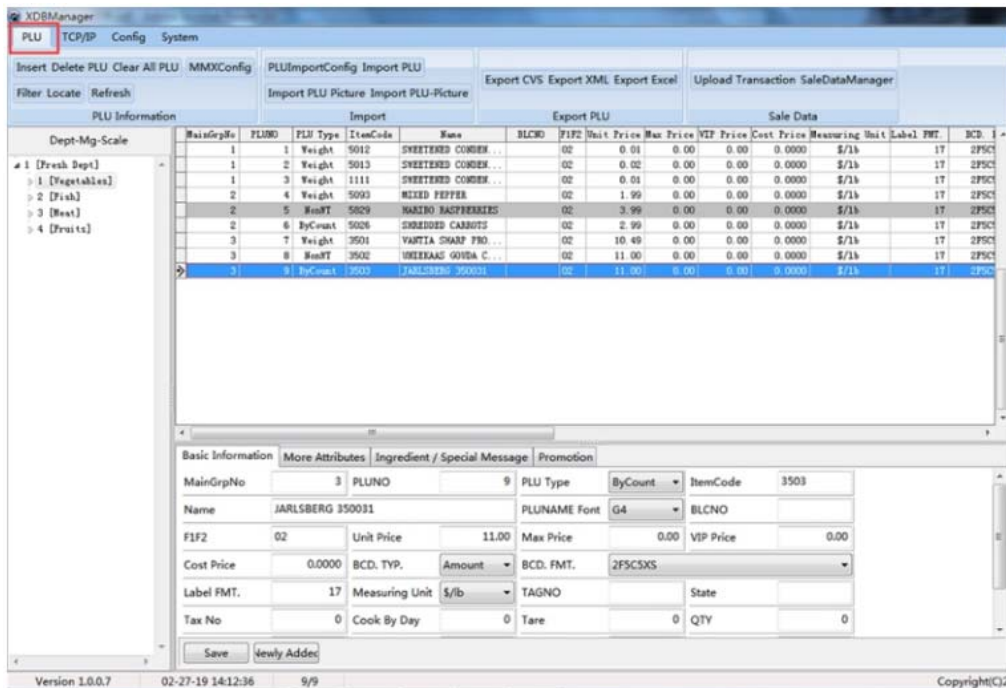 XDBManager
PLU TCP/IP Config System
Insert Delete PLU Clear All PLU MMXConfig PLUImportConfig Import PLU
Export CVS Export XML Export Excel Upload Transaction SaleDataManager
Filter Locate Refresh Import PLU Picture Import PLU-Picture
PLU Information Import Export PLU Sale Data
Dept-Mg-Scale
1 [Fresh Dept]
1 [Vegetables]
2 [Fish]
3 [Meat]
4 [Fruits]
MainGrpNo PLUNO PLU Type ItemCode Name BLCNO F1F2 Unit Price Max Price VIP Price Cost Price Measuring Unit Label FMT. BCD.
1 1 Weight 5012 SWEETENED CONDEN... 02 0.01 0.00 0.00 0.0000 $/lb 17 2F5C5
1 2 Weight 5013 SWEETENED CONDEN... 02 0.02 0.00 0.00 0.0000 $/lb 17 2F5C5
1 3 Weight 1111 SWEETENED CONDEN... 02 0.01 0.00 0.00 0.0000 $/lb 17 2F5C5
2 4 Weight 5093 MIXED PEPPER 02 1.99 0.00 0.00 0.0000 $/lb 17 2F5C5
2 5 NonWT 5829 HARIBO RASPBERRIES 02 3.99 0.00 0.00 0.0000 $/lb 17 2F5C5
2 6 ByCount 5026 SHREDDED CARROTS 02 2.99 0.00 0.00 0.0000 $/lb 17 2F5C5
3 7 Weight 3501 VANTIA SHARP PRO... 02 10.49 0.00 0.00 0.0000 $/lb 17 2F5C5
3 8 NonWT 3502 UNIEKAAS GOUDA C... 02 11.00 0.00 0.00 0.0000 $/lb 17 2F5C5
3 9 ByCount 3503 JARLSBERG 350031 02 11.00 0.00 0.00 0.0000 $/lb 17 2F5C5
Basic Information More Attributes Ingredient / Special Message Promotion
MainGrpNo 3 PLUNO 9 PLU Type ByCount ItemCode 3503
Name JARLSBERG 350031 PLUNAME Font G4 BLCNO
F1F2 02 Unit Price 11.00 Max Price 0.00 VIP Price 0.00
Cost Price 0.0000 BCD. TYP. Amount BCD. FMT. 2F5C5XS
Label FMT. 17 Measuring Unit $/lb TAGNO State
Tax No 0 Cook By Day 0 Tare 0 QTY 0
Save Newly Added
Version 1.0.0.7 02-27-19 14:12:36 9/9 Copyright(C)2